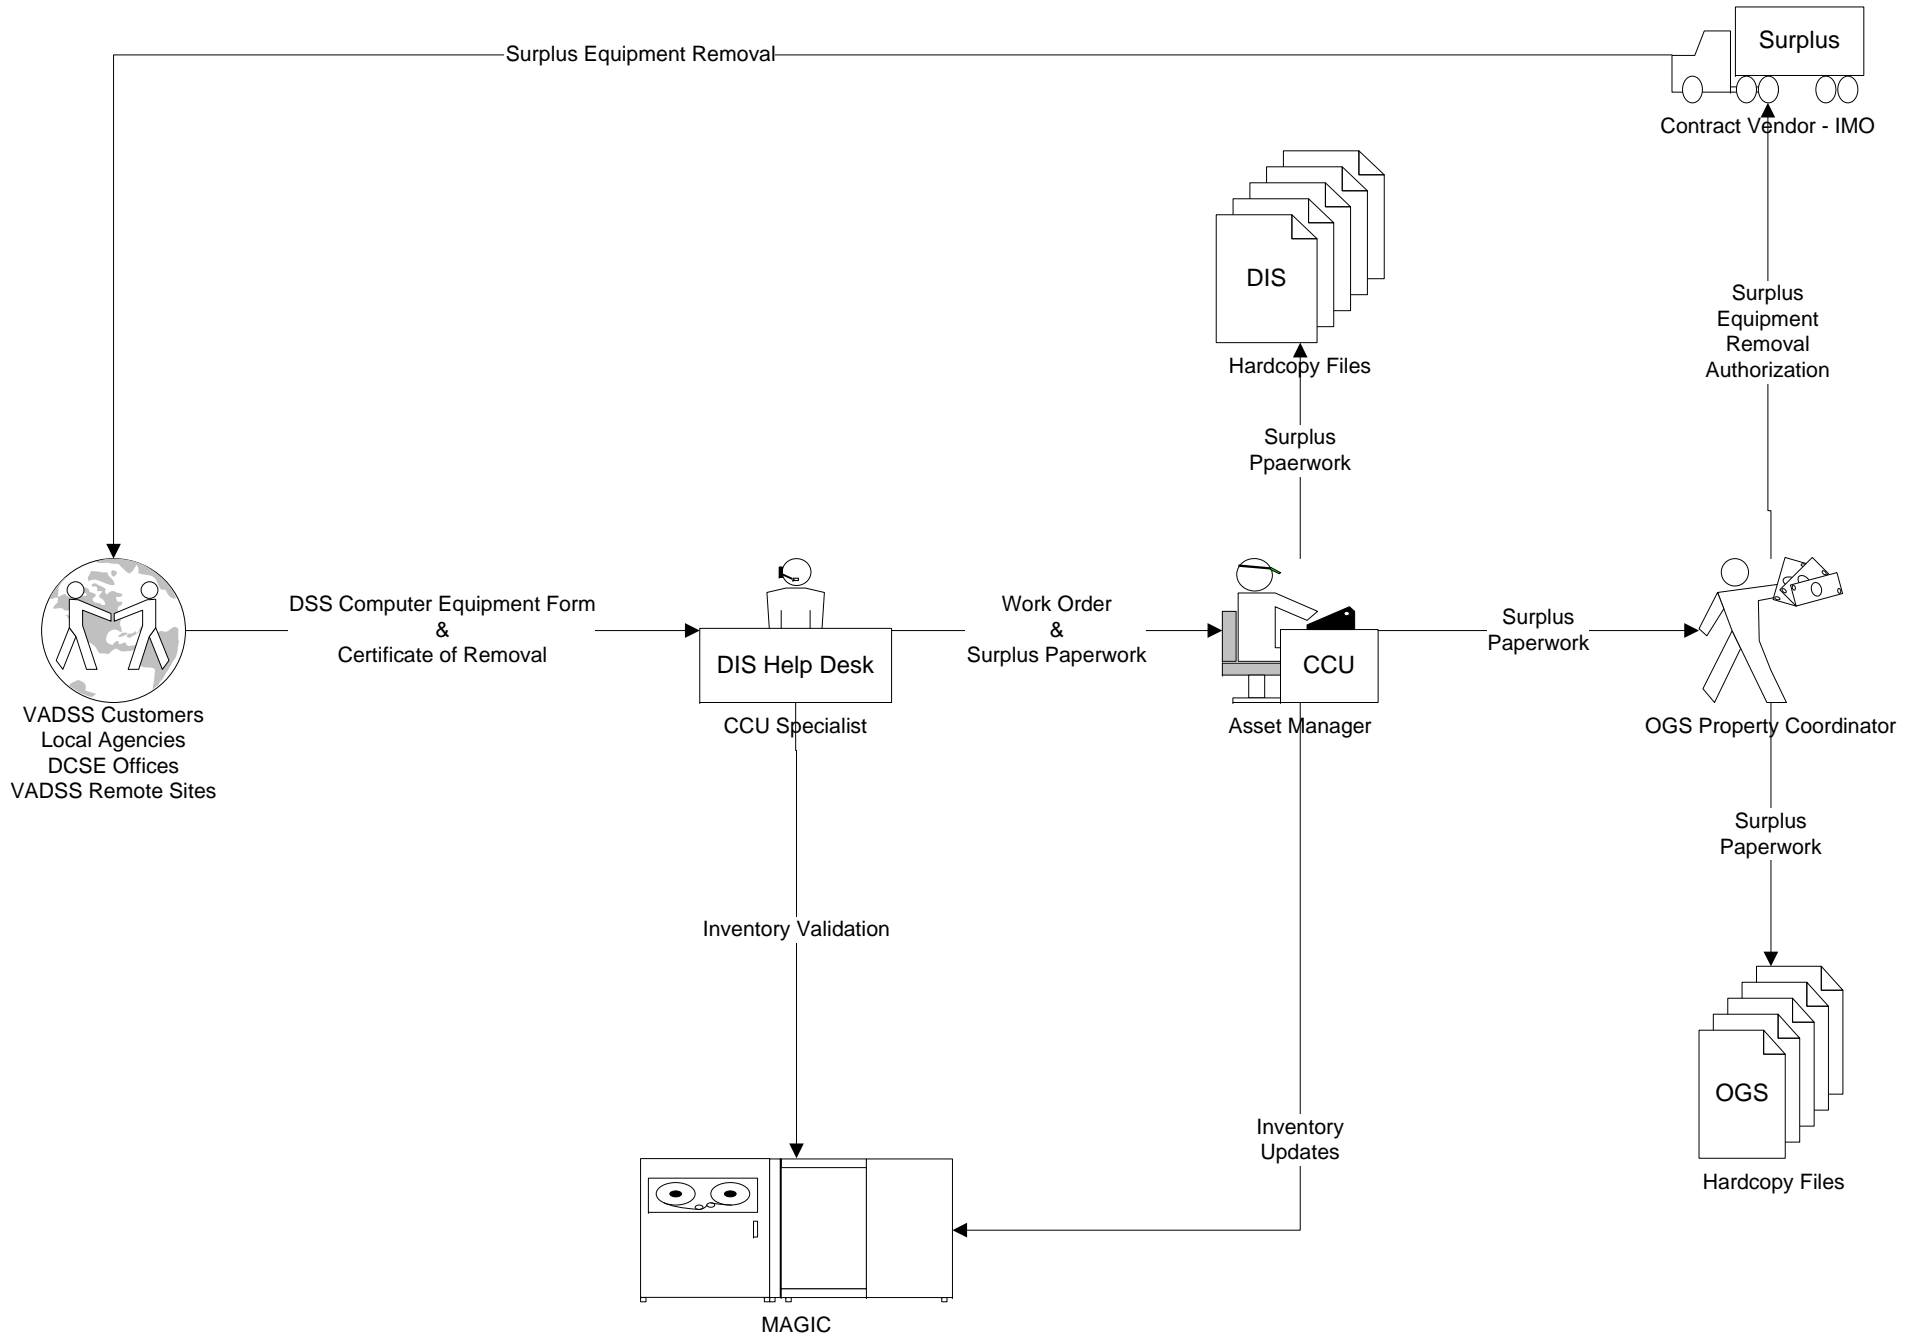 Surplus Equipment Removal
Surplus
Contract Vendor - IMO
DIS
Hardcopy Files
Surplus
Equipment
Removal
Authorization
Surplus
Ppaerwork
DSS Computer Equipment Form
&
Certificate of Removal
DIS Help Desk
CCU Specialist
Work Order
&
Surplus Paperwork
CCU
Asset Manager
Surplus
Paperwork
OGS Property Coordinator
VADSS Customers
Local Agencies
DCSE Offices
VADSS Remote Sites
Surplus
Paperwork
Inventory Validation
OGS
Hardcopy Files
Inventory
Updates
MAGIC